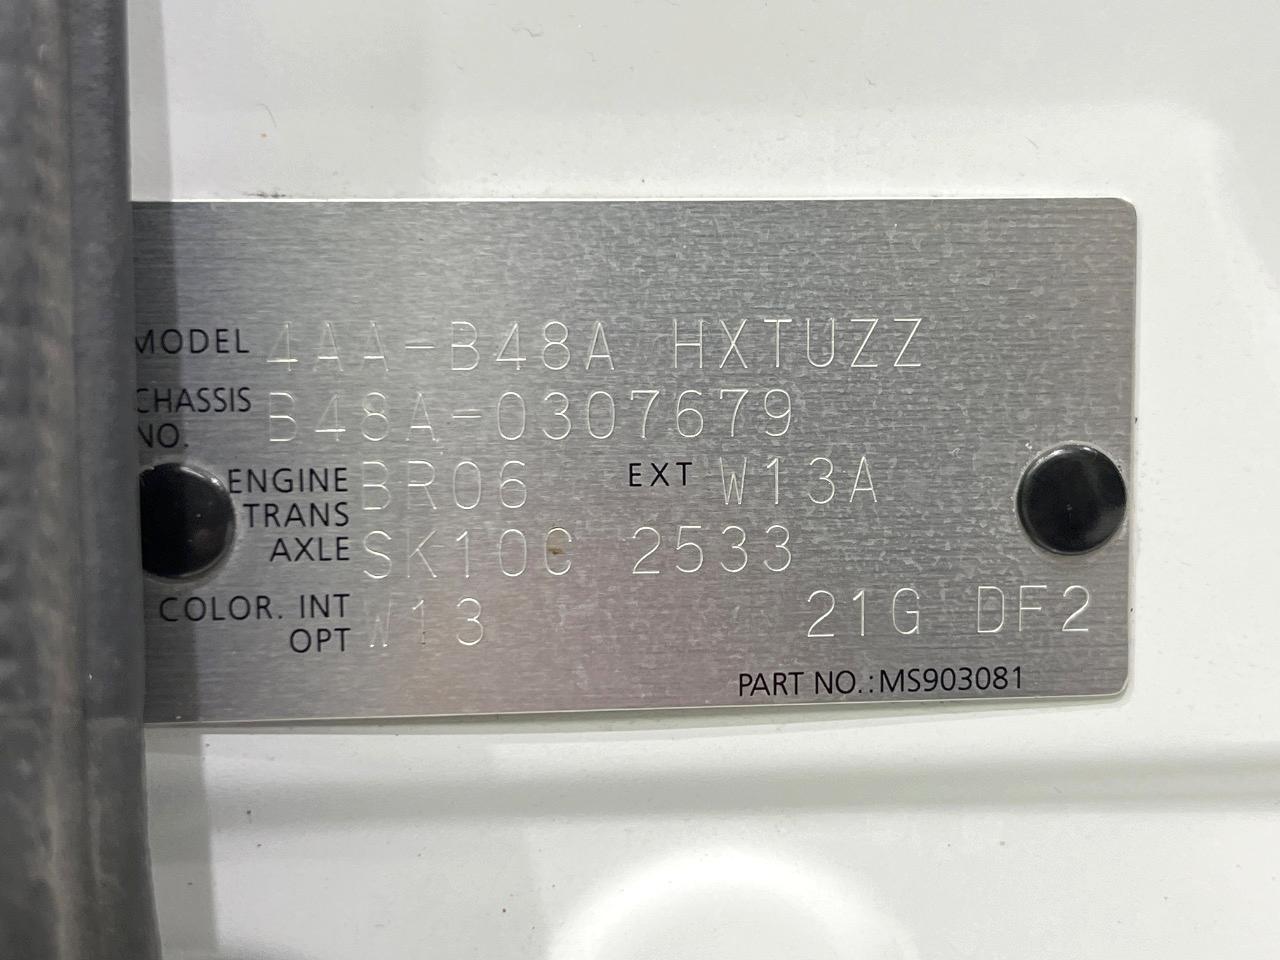 MODEL 4AA-B48A HXTUZZ
CHASSIS NO. B48A-0307679
ENGINE BR06 EXT W13A
TRANS AXLE SK10C 2533
COLOR. INT OPT W13 21G DF2
PART NO.: MS903081